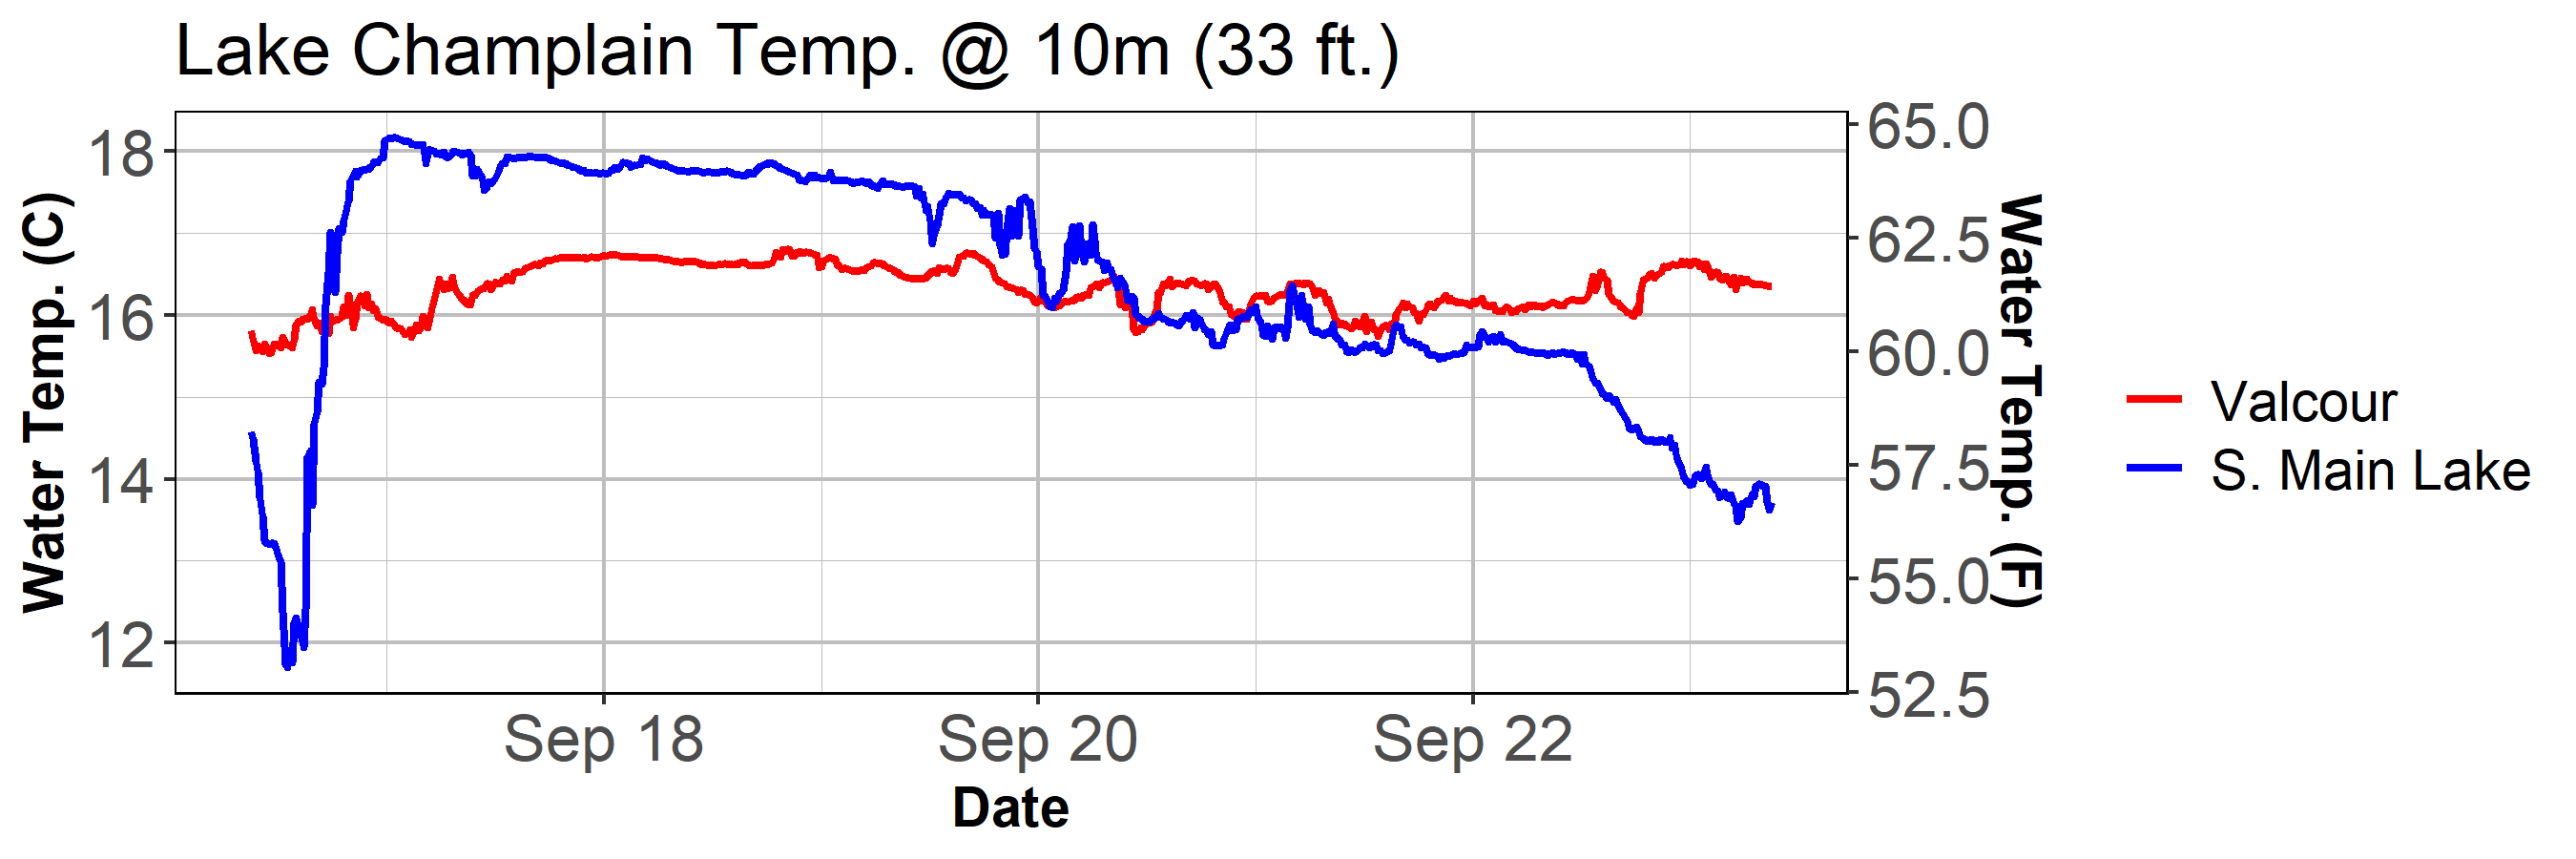 Lake Champlain Temp. @ 10m (33 ft.)
Water Temp. (C)
18
16
14
12
65.0
62.5
60.0
57.5
55.0
52.5
Water Temp. (F)
Sep 18
Sep 20
Sep 22
Date
Valcour
S. Main Lake